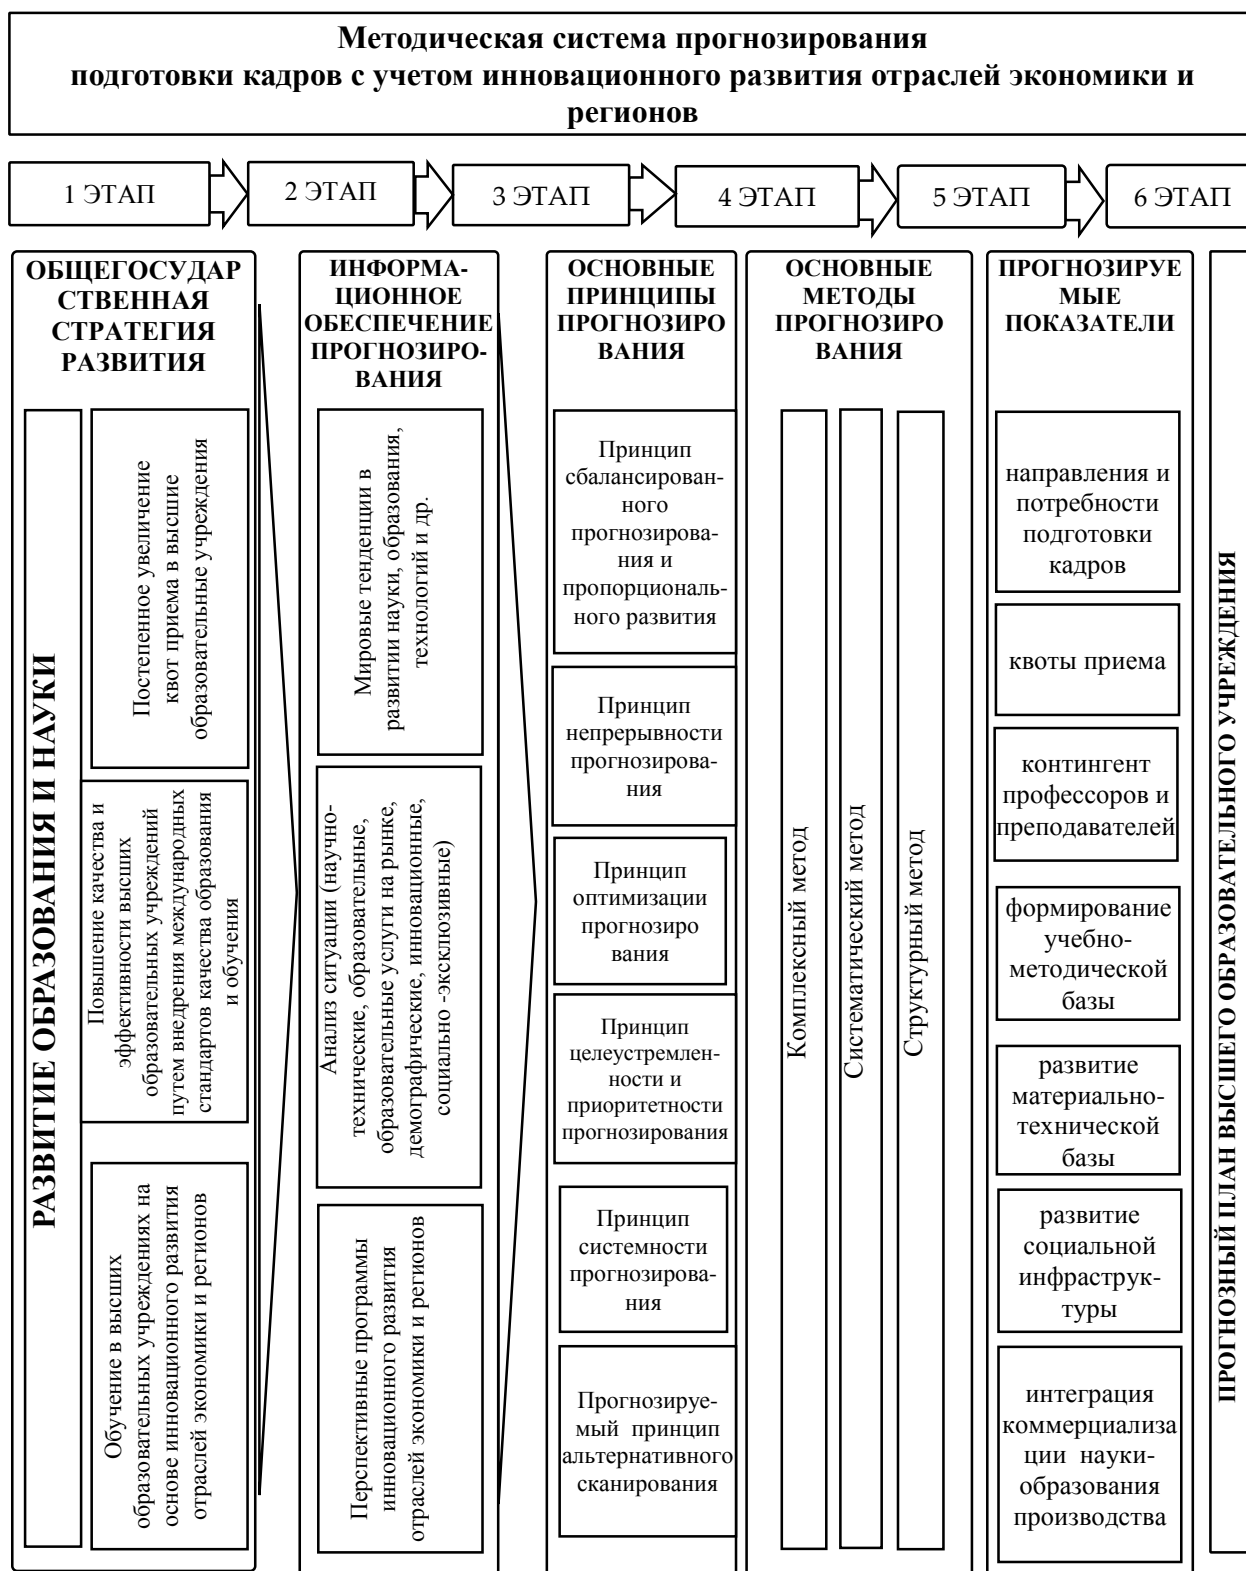 Методическая система прогнозирования
подготовки кадров с учетом инновационного развития отраслей экономики и
регионов
1 ЭТАП
2 ЭТАП
3 ЭТАП
4 ЭТАП
5 ЭТАП
6 ЭТАП
ОБЩЕГОСУДАР
СТВЕННАЯ
СТРАТЕГИЯ
РАЗВИТИЯ
РАЗВИТИЕ ОБРАЗОВАНИЯ И НАУКИ
Постепенное увеличение
квот приема в высшие
образовательные учреждения
Повышение качества и
эффективности высших
образовательных учреждений
путем внедрения международных
стандартов качества образования
и обучения
Обучение в высших
образовательных учреждениях на
основе инновационного развития
отраслей экономики и регионов
ИНФОРМА-
ЦИОННОЕ
ОБЕСПЕЧЕНИЕ
ПРОГНОЗИРО-
ВАНИЯ
Мировые тенденции в
развитии науки, образования,
технологий и др.
Анализ ситуации (научно-
технические, образовательные,
образовательные услуги на рынке,
демографические, инновационные,
социально -эксклюзивные)
Перспективные программы
инновационного развития
отраслей экономики и регионов
ОСНОВНЫЕ
ПРИНЦИПЫ
ПРОГНОЗИРО
ВАНИЯ
Принцип
сбалансирован-
ного
прогнозирова-
ния и
пропорциональ-
ного развития
Принцип
непрерывности
прогнозирова-
ния
Принцип
оптимизации
прогнозиро
вания
Принцип
целеустремлен-
ности и
приоритетности
прогнозирования
Принцип
системности
прогнозирова-
ния
Прогнозируе-
мый принцип
альтернативного
сканирования
ОСНОВНЫЕ
МЕТОДЫ
ПРОГНОЗИРО
ВАНИЯ
Комплексный метод
Систематический метод
Структурный метод
ПРОГНОЗИРУЕ
МЫЕ
ПОКАЗАТЕЛИ
направления и
потребности
подготовки
кадров
квоты приема
контингент
профессоров и
преподавателей
формирование
учебно-
методической
базы
развитие
материально-
технической
базы
развитие
социальной
инфраструк-
туры
интеграция
коммерциализа
ции науки-
образования
производства
ПРОГНОЗНЫЙ ПЛАН ВЫСШЕГО ОБРАЗОВАТЕЛЬНОГО УЧРЕЖДЕНИЯ